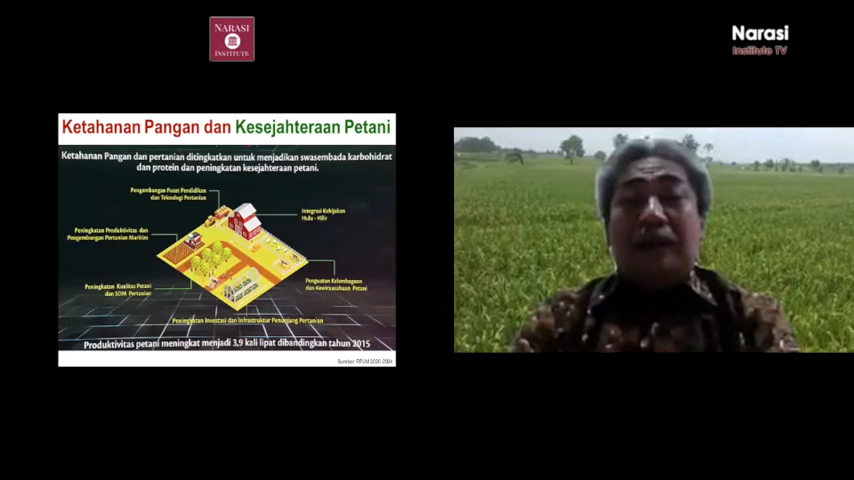 NARASI
INSTITUTE
Narasi
Institute TV
Ketahanan Pangan dan Kesejahteraan Petani
Ketahanan Pangan dan pertanian ditingkatkan untuk menjadikan swasembada karbohidrat
dan protein dan peningkatan kesejahteraan petani.
Pengembangan Pusat Pendidikan
dan Teknologi Pertanian
Integrasi Kebijakan
Hulu - Hilir
Peningkatan Produktivitas dan
Pengembangan Pertanian Maritim
Penguatan Kelembagaan
dan Kewirausahaan Petani
Peningkatan Kualitas Petani
dan SDM Pertanian
Peningkatan Investasi dan Infrastruktur Penunjang Pertanian
Produktivitas petani meningkat menjadi 3,9 kali lipat dibandingkan tahun 2015
Sumber: